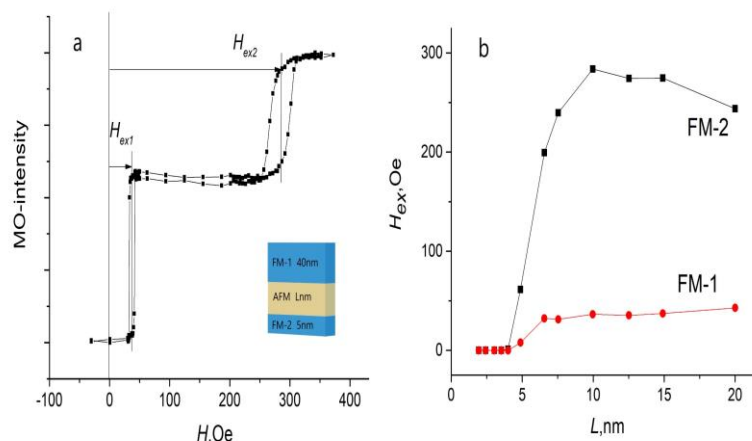 a
H_ex2
H_ex1
MO-intensity
FM-1 40nm
AFM Lnm
FM-2 5nm
-100 0 100 200 300 400
H,Oe
b
300
200
100
0
H_ex,Oe
FM-2
FM-1
0 5 10 15 20
L,nm